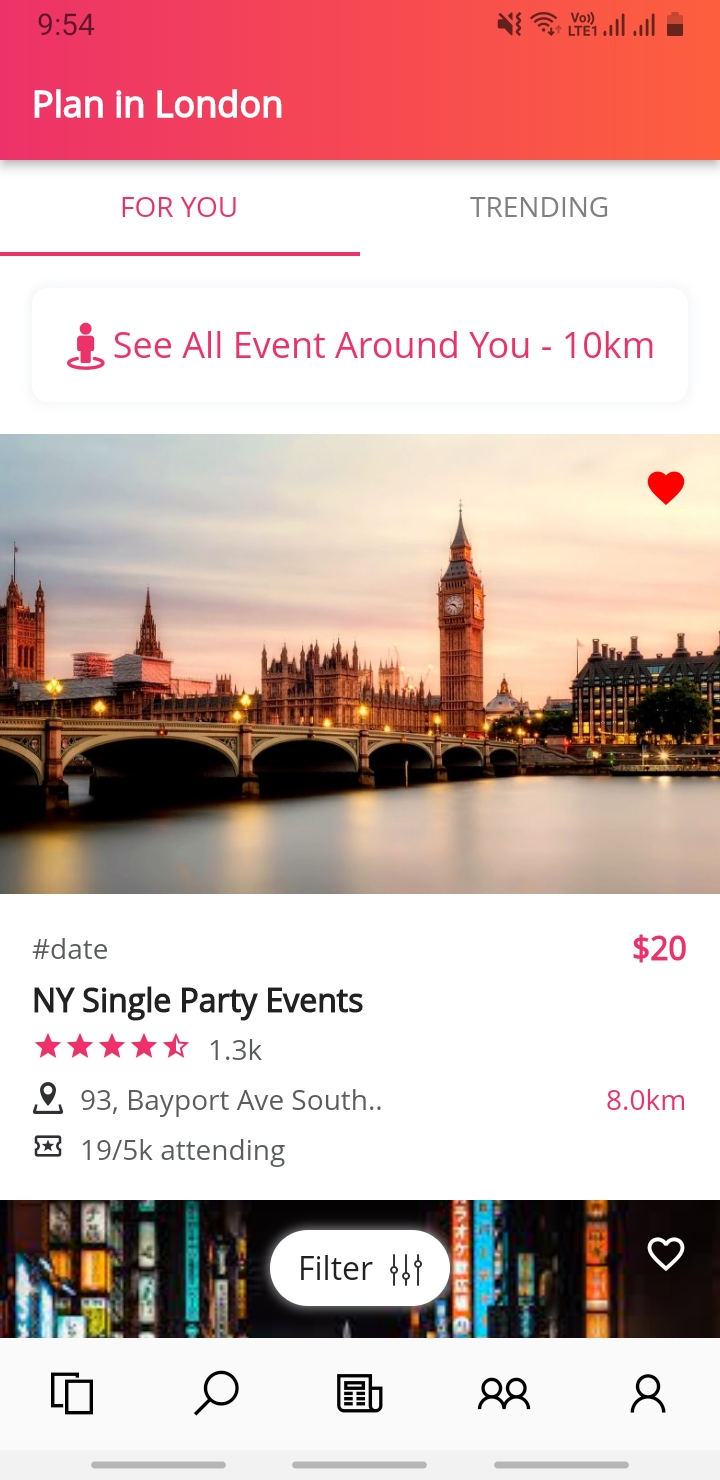 9:54
Vo))
LTE1
Plan in London
FOR YOU
TRENDING
See All Event Around You - 10km
#date
$20
NY Single Party Events
1.3k
93, Bayport Ave South..
8.0km
19/5k attending
Filter